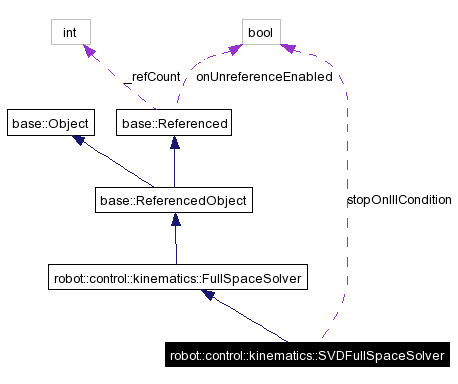 int
bool
_refCount
onUnreferenceEnabled
base::Object
base::Referenced
base::ReferencedObject
stopOnIllCondition
robot::control::kinematics::FullSpaceSolver
robot::control::kinematics::SVDFullSpaceSolver